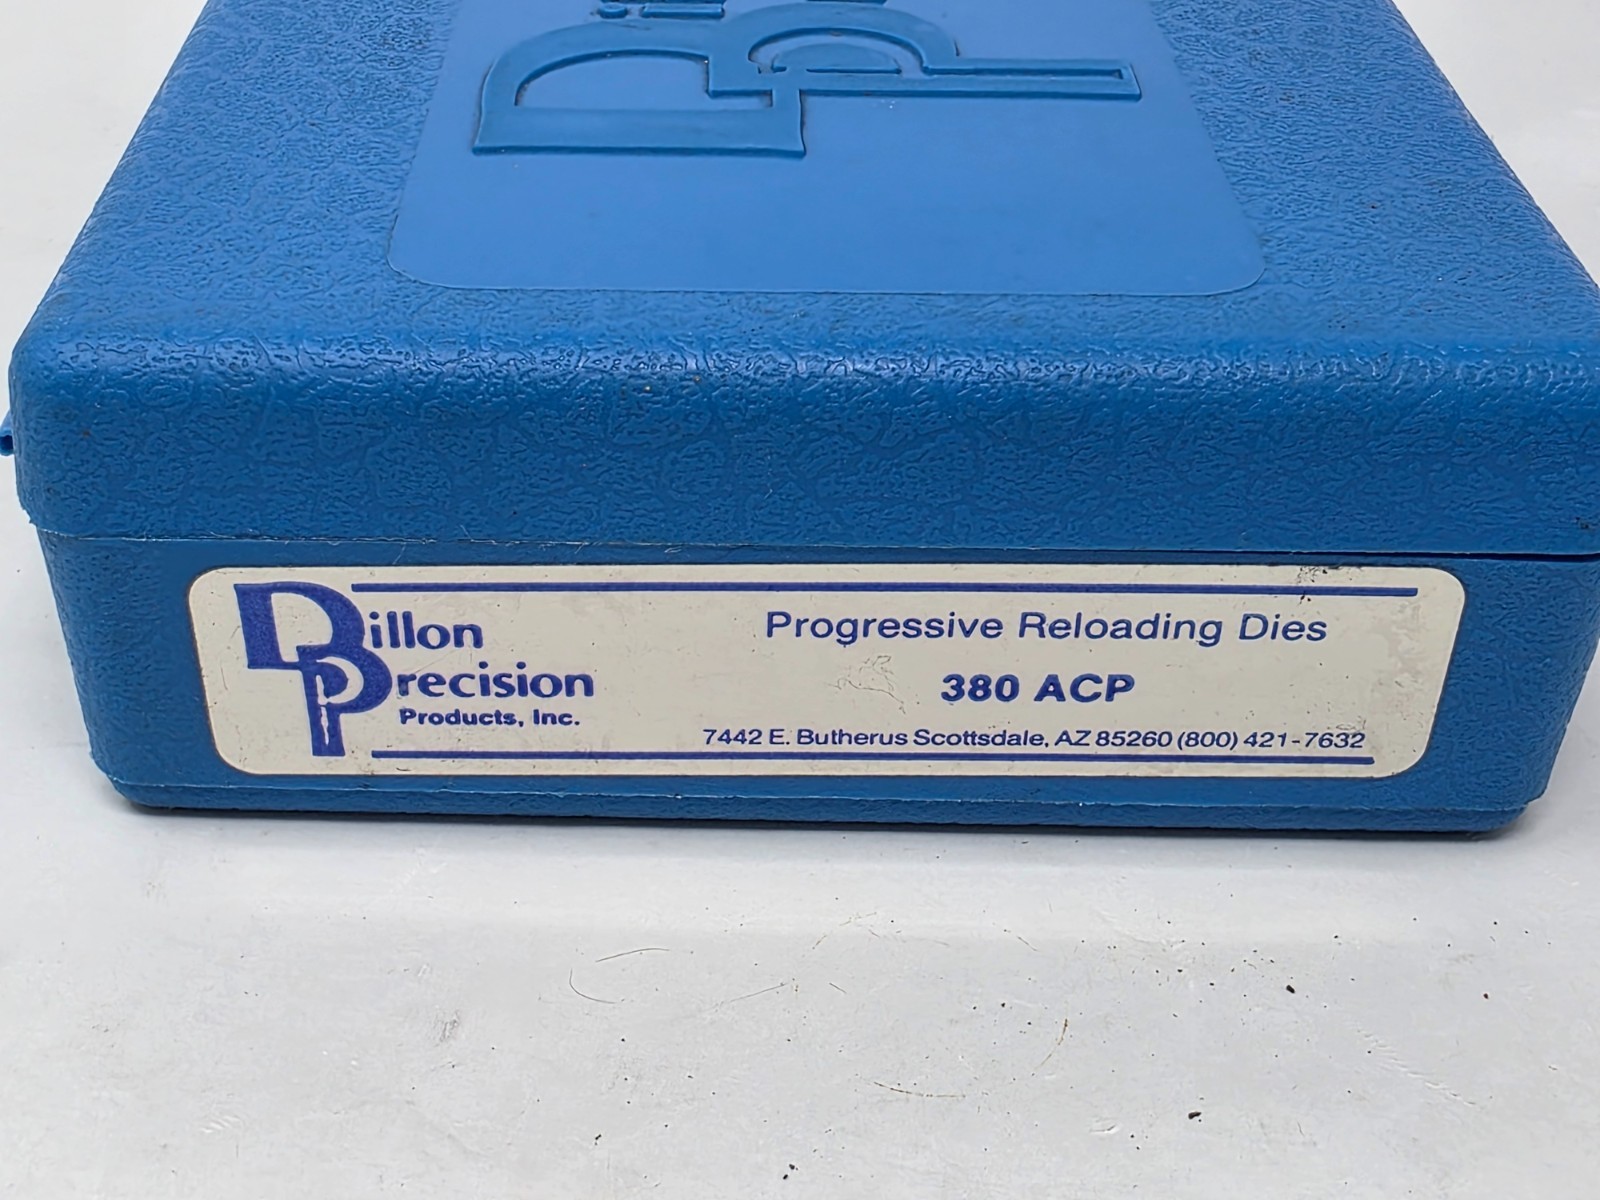 Dillon
Precision
Products, Inc.
Progressive Reloading Dies
380 ACP
7442 E. Butherus Scottsdale, AZ 85260 (800) 421-7632